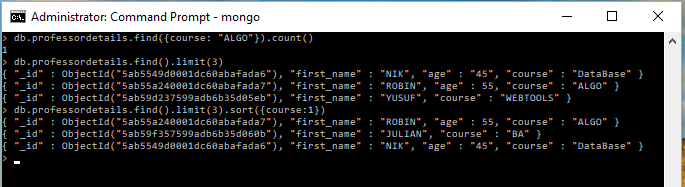 Administrator: Command Prompt - mongo
> db.professordetails.find({course: "ALGO"}).count()
1
> db.professordetails.find().limit(3)
{ "_id" : ObjectId("5ab5549d0001dc60abafada6"), "first_name" : "NIK", "age" : "45", "course" : "DataBase" }
{ "_id" : ObjectId("5ab55a240001dc60abafada7"), "first_name" : "ROBIN", "age" : 55, "course" : "ALGO" }
{ "_id" : ObjectId("5ab59d237599adb6b35d05eb"), "first_name" : "YUSUF", "course" : "WEBTOOLS" }
> db.professordetails.find().limit(3).sort({course:1})
{ "_id" : ObjectId("5ab55a240001dc60abafada7"), "first_name" : "ROBIN", "age" : 55, "course" : "ALGO" }
{ "_id" : ObjectId("5ab59f357599adb6b35d060b"), "first_name" : "JULIAN", "course" : "BA" }
{ "_id" : ObjectId("5ab5549d0001dc60abafada6"), "first_name" : "NIK", "age" : "45", "course" : "DataBase" }
>